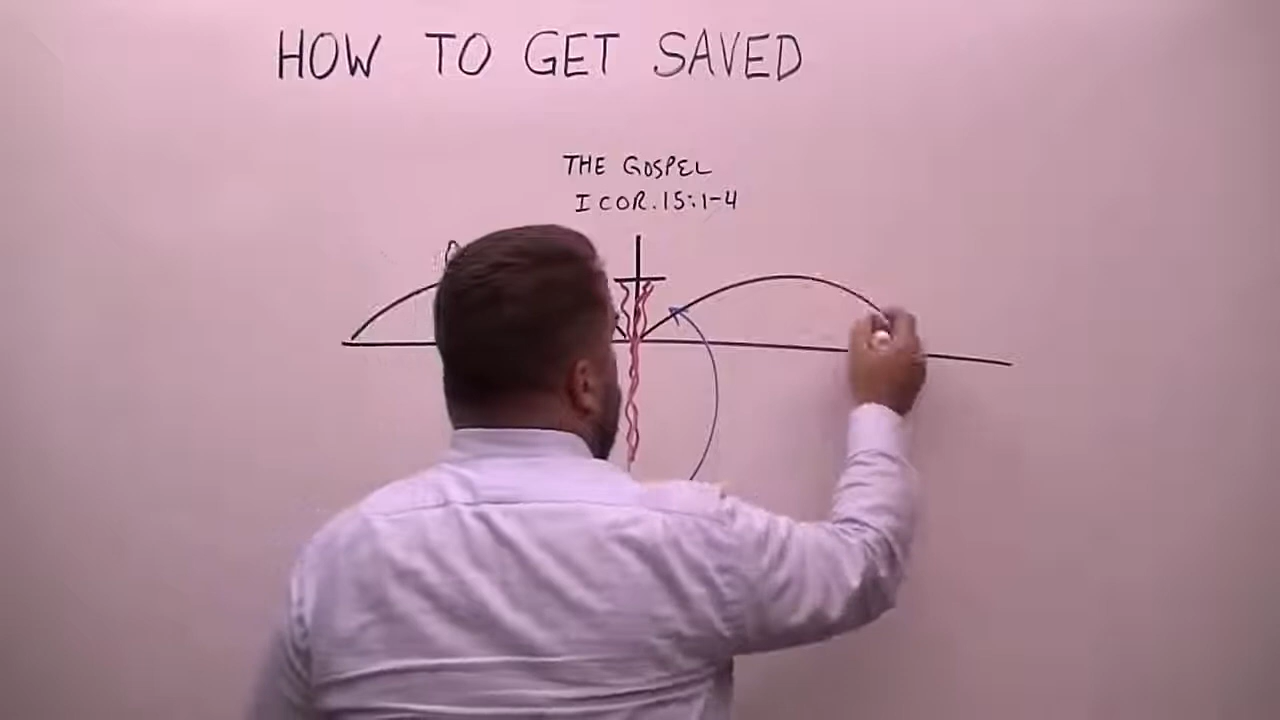 HOW TO GET SAVED
THE GOSPEL
I COR. 15:1-4